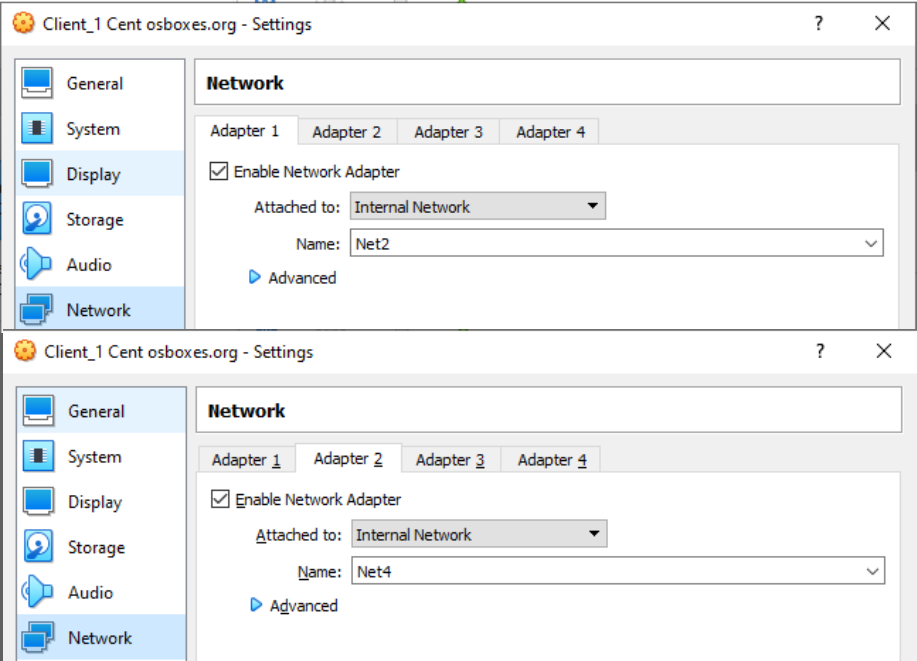 Client_1 Cent osboxes.org - Settings ?
General
Network
System
Adapter 1 Adapter 2 Adapter 3 Adapter 4
Enable Network Adapter
Display
Attached to: Internal Network
Storage
Name: Net2
Audio
Advanced
Network
Client_1 Cent osboxes.org - Settings ?
General
Network
System
Adapter 1 Adapter 2 Adapter 3 Adapter 4
Enable Network Adapter
Display
Attached to: Internal Network
Storage
Name: Net4
Audio
Advanced
Network